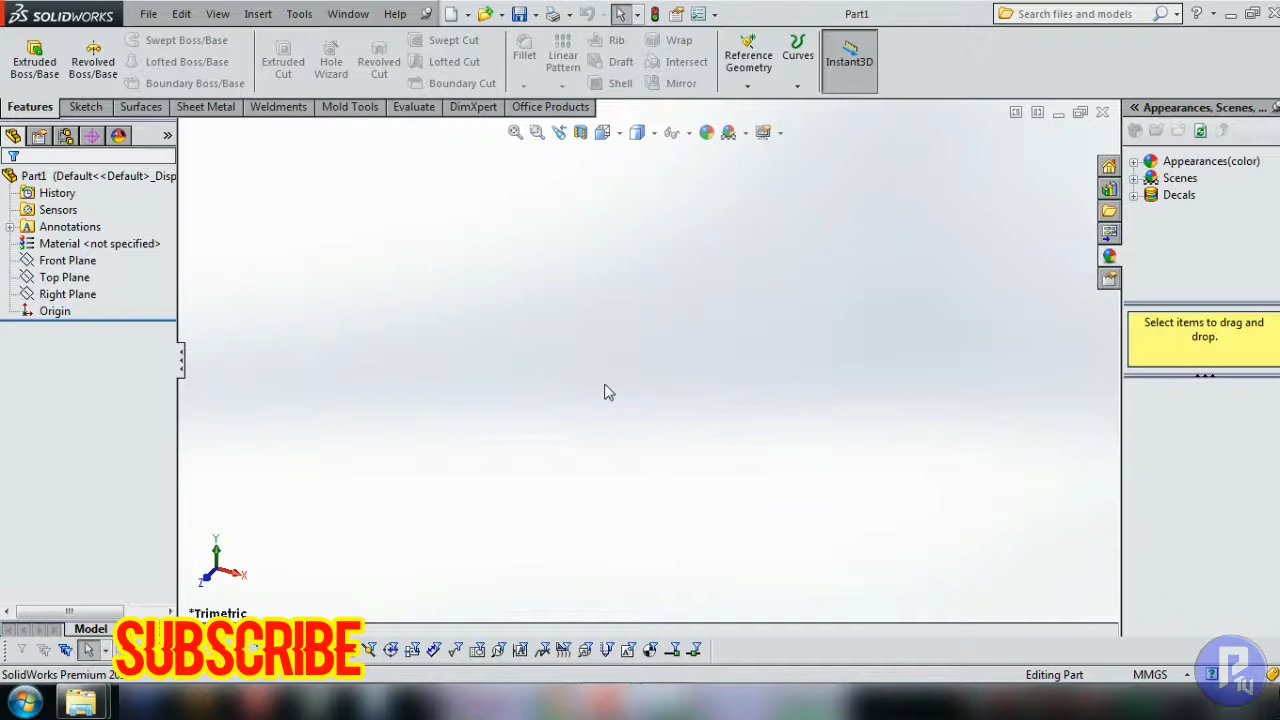 SOLIDWORKS File Edit View Insert Tools Window Help Part1 Search files and models
Extruded Boss/Base
Revolved Boss/Base
Swept Boss/Base
Lofted Boss/Base
Boundary Boss/Base
Extruded Cut
Hole Wizard
Revolved Cut
Swept Cut
Lofted Cut
Boundary Cut
Fillet
Linear Pattern
Rib
Draft
Shell
Wrap
Intersect
Mirror
Reference Geometry
Curves
Instant3D
Features Sketch Surfaces Sheet Metal Weldments Mold Tools Evaluate DimXpert Office Products
Appearances, Scenes, ...
Part1 (Default<<Default>_Disp
History
Sensors
Annotations
Material <not specified>
Front Plane
Top Plane
Right Plane
Origin
Appearances(color)
Scenes
Decals
Select items to drag and
drop.
Y
X
Z
*Trimetric
Model
SUBSCRIBE
SolidWorks Premium 20
Editing Part
MMGS